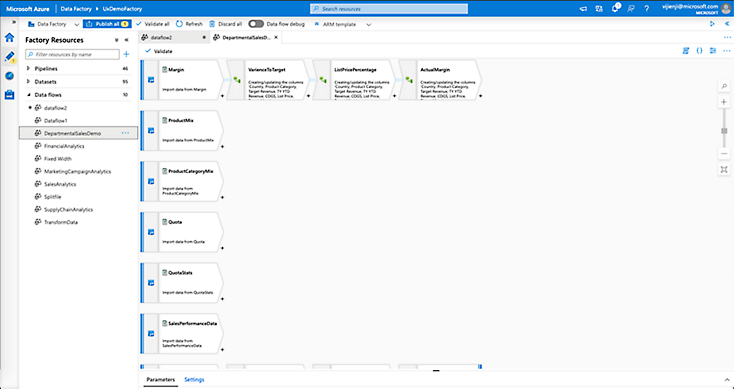 Microsoft Azure | Data Factory ▸ UxDemoFactory
Search resources
vijienji@microsoft.com
MICROSOFT
Data Factory
Publish all 1
Validate all
Refresh
Discard all
Data flow debug
ARM template
Factory Resources
Filter resources by name
Pipelines 46
Datasets 95
Data flows 10
dataflow2
Dataflow1
DepartmentalSalesDemo
FinancialAnalytics
Fixed Width
MarketingCampaignAnalytics
SalesAnalytics
Splitfile
SupplyChainAnalytics
TransformData
dataflow2
DepartmentalSalesD...
Validate
Margin
Import data from Margin
VarienceToTarget
Creating/updating the columns
'Country, Product Category,
Target Revenue, TY YTD
Revenue, COGS, List Price,
ListPricePercentage
Creating/updating the columns
'Country, Product Category,
Target Revenue, TY YTD
Revenue, COGS, List Price,
ActualMargin
Creating/updating the columns
'Country, Product Category,
Target Revenue, TY YTD
Revenue, COGS, List Price,
ProductMix
Import data from ProductMix
ProductCategoryMix
Import data from
ProductCategoryMix
Quota
Import data from Quota
QuotaStats
Import data from QuotaStats
SalesPerformanceData
Import data from
SalesPerformanceData
Parameters
Settings